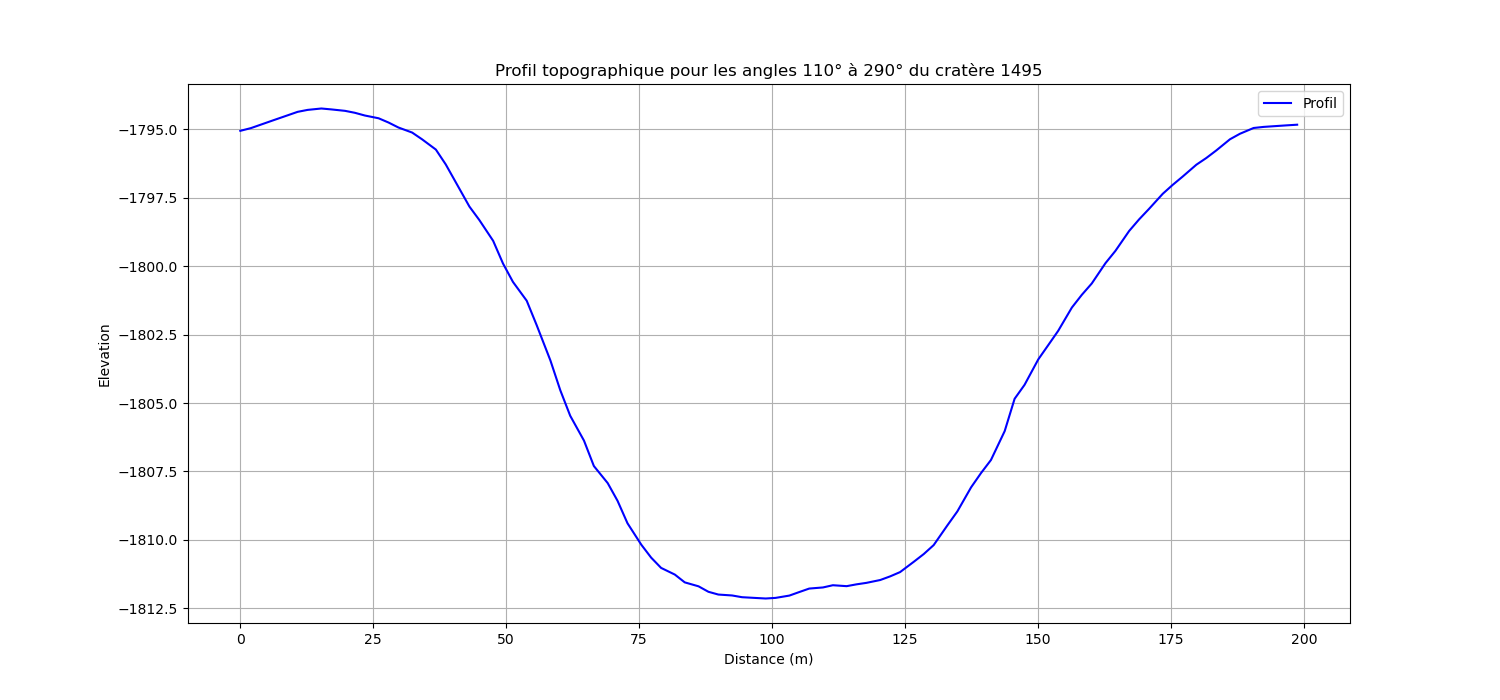 Profil topographique pour les angles 110° à 290° du cratère 1495
Profil
−1795.0
−1797.5
−1800.0
−1802.5
−1805.0
−1807.5
−1810.0
−1812.5
Elevation
0 25 50 75 100 125 150 175 200
Distance (m)